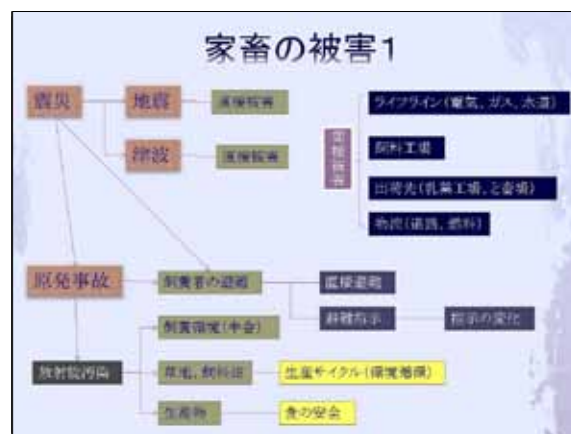 家畜の被害1
震災
地震
直接被害
津波
直接被害
間接被害
ライフライン(電気、ガス、水道)
飼料工場
出荷先(乳業工場、と畜場)
物流(道路、燃料)
原発事故
飼養者の避難
直接避難
避難指示
指示の変化
飼養環境(牛舎)
放射能汚染
草地、飼料畑
生産サイクル(環境循環)
生産物
食の安全